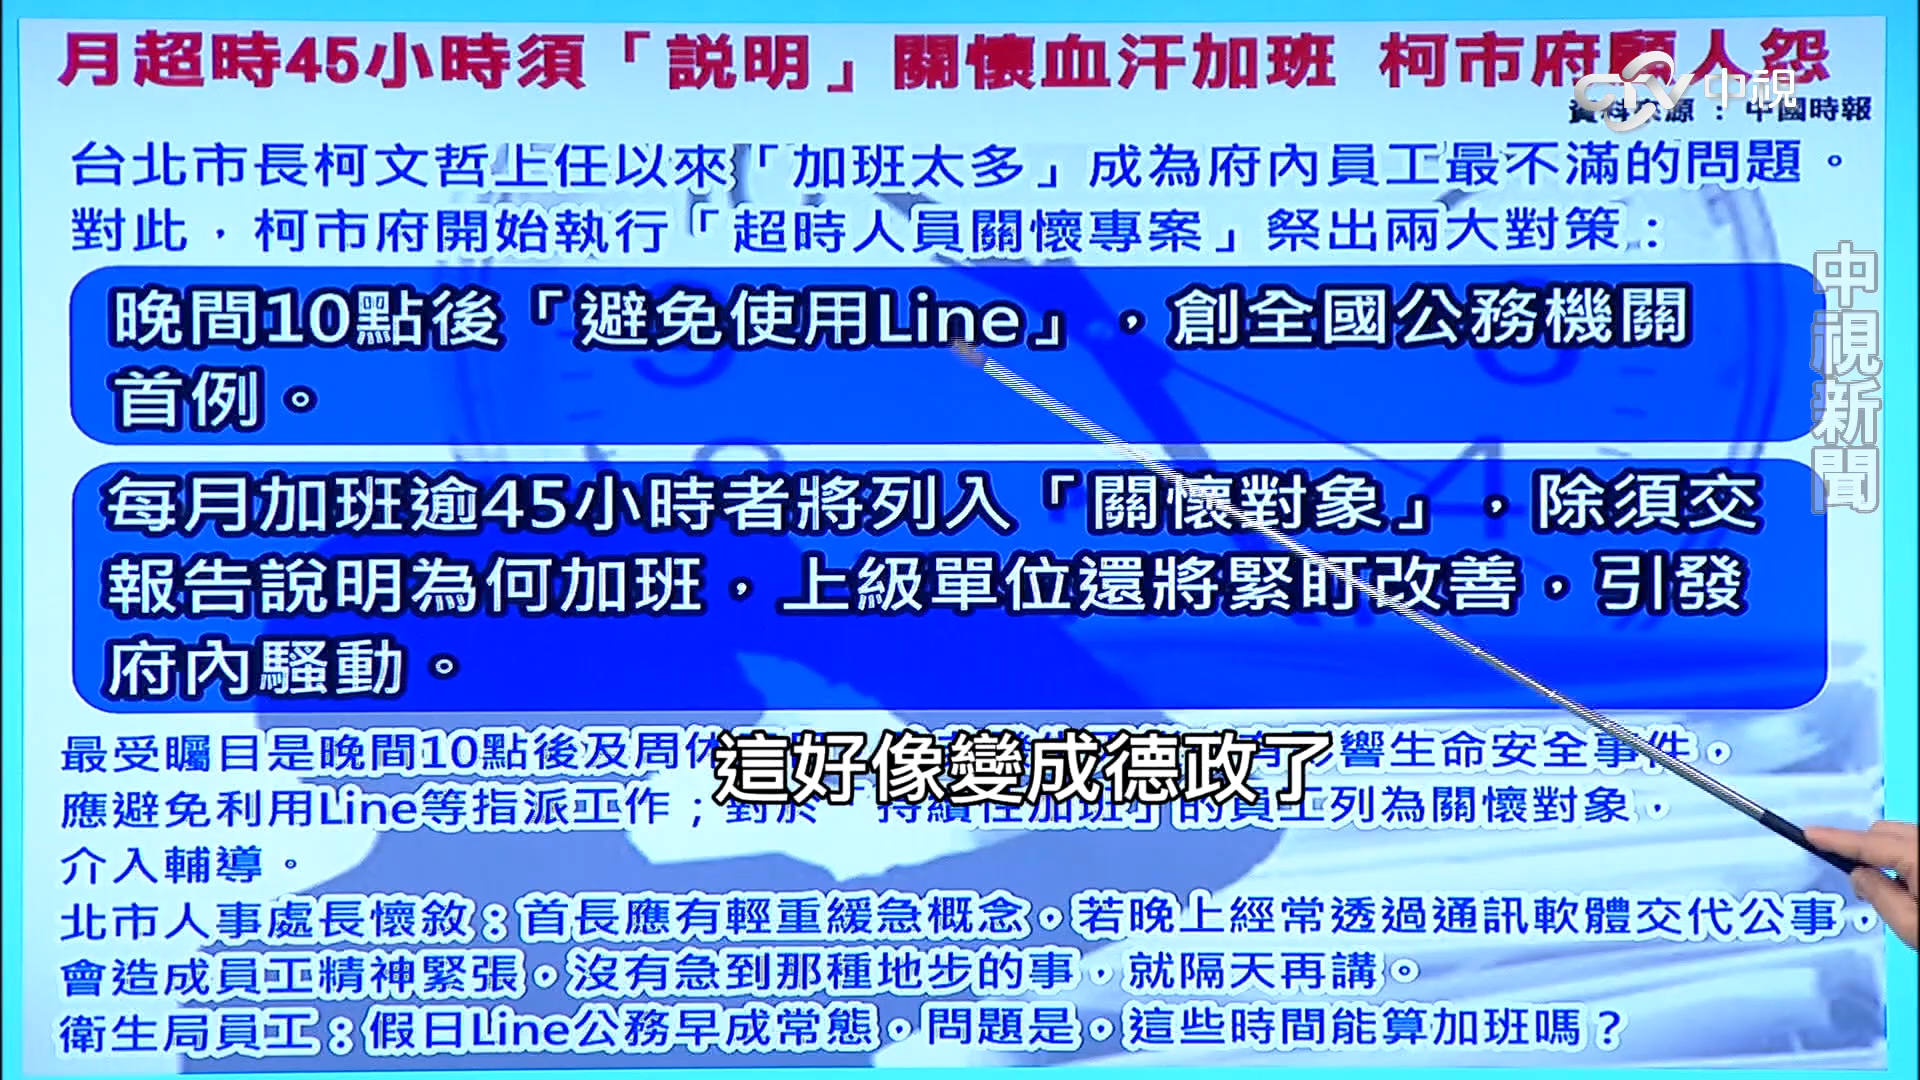 月超時45小時須「說明」關懷血汗加班 柯市府顧人怨
CTV中視
資料來源：中國時報
台北市長柯文哲上任以來「加班太多」成為府內員工最不滿的問題。
對此，柯市府開始執行「超時人員關懷專案」祭出兩大對策：
中視新聞
晚間10點後「避免使用Line」，創全國公務機關
首例。
每月加班逾45小時者將列入「關懷對象」，除須交
報告說明為何加班，上級單位還將緊盯改善，引發
府內騷動。
最受矚目是晚間10點後及周休 影響生命安全事件。
這好像變成德政了
應避免利用Line等指派工作；對於「持續性加班」的員工列為關懷對象，
介入輔導。
北市人事處長懷敘：首長應有輕重緩急概念。若晚上經常透過通訊軟體交代公事，
會造成員工精神緊張。沒有急到那種地步的事，就隔天再講。
衛生局員工：假日Line公務早成常態。問題是。這些時間能算加班嗎？